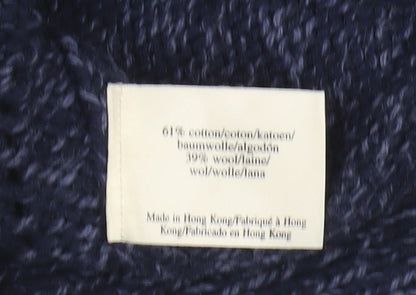 61% cotton/coton/katoen/
baumwolle/algodón
39% wool/laine/
wol/wolle/lana
Made in Hong Kong/Fabriqué à Hong
Kong/Fabricado en Hong Kong